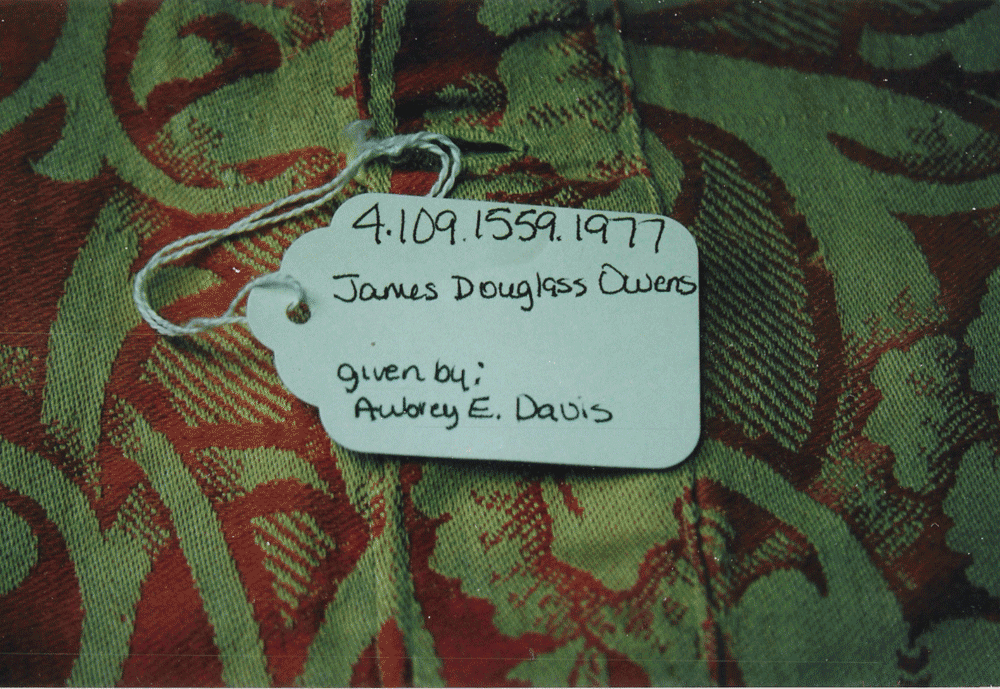 4.109.1559.1977
James Douglass Owens
given by:
Aubrey E. Davis